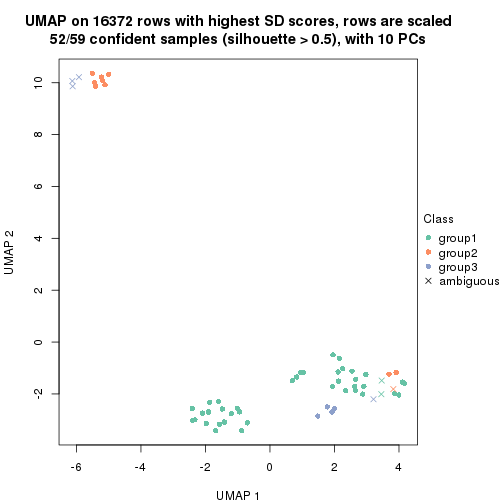 UMAP on 16372 rows with highest SD scores, rows are scaled
52/59 confident samples (silhouette > 0.5), with 10 PCs
10
8
6
4
2
0
-2
UMAP 2
-6
-4
-2
0
2
4
UMAP 1
Class
group1
group2
group3
ambiguous